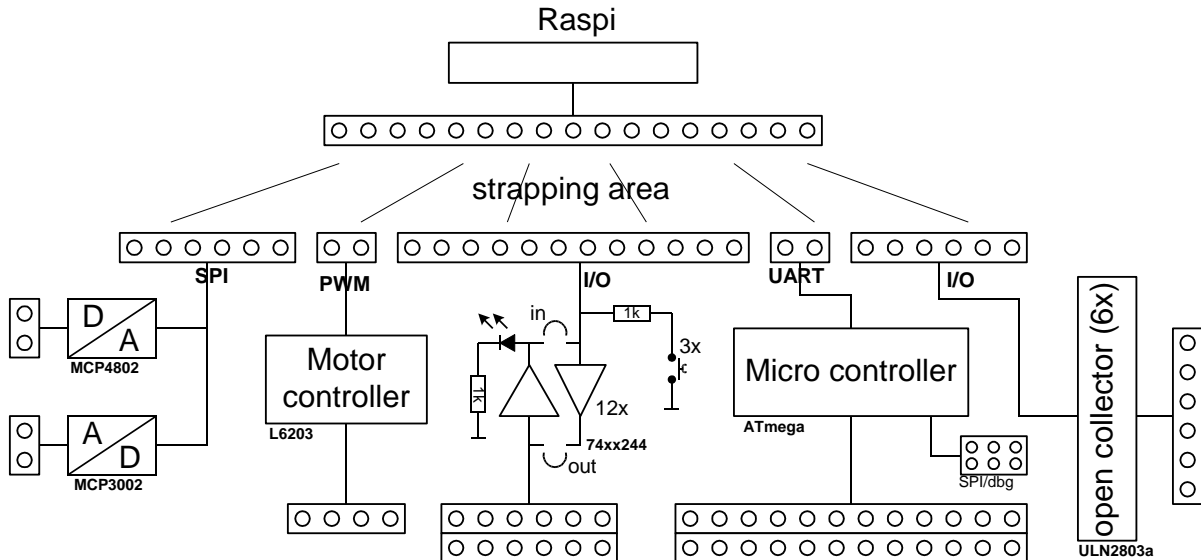 Raspi
strapping area
SPI
PWM
I/O
UART
I/O
D
A
MCP4802
A
D
MCP3002
Motor
controller
L6203
in
1k
3x
1k
12x
74xx244
out
Micro controller
ATmega
SPI/dbg
open collector (6x)
ULN2803a